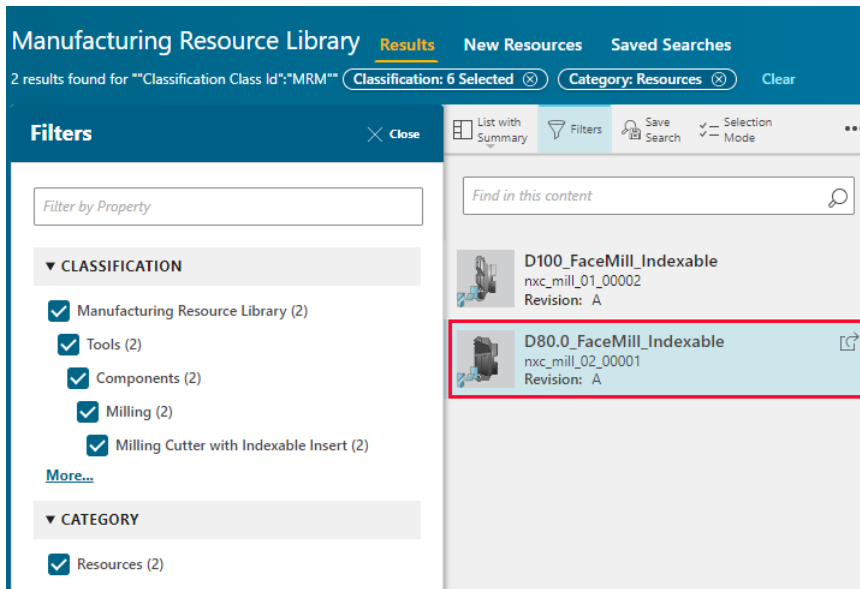 Manufacturing Resource Library Results New Resources Saved Searches
2 results found for ""Classification Class Id":"MRM"" Classification: 6 Selected Category: Resources Clear
Filters
Close
List with Summary
Filters
Save Search
Selection Mode
Filter by Property
Find in this content
CLASSIFICATION
Manufacturing Resource Library (2)
Tools (2)
Components (2)
Milling (2)
Milling Cutter with Indexable Insert (2)
More...
CATEGORY
Resources (2)
D100_FaceMill_Indexable
nxc_mill_01_00002
Revision: A
D80.0_FaceMill_Indexable
nxc_mill_02_00001
Revision: A